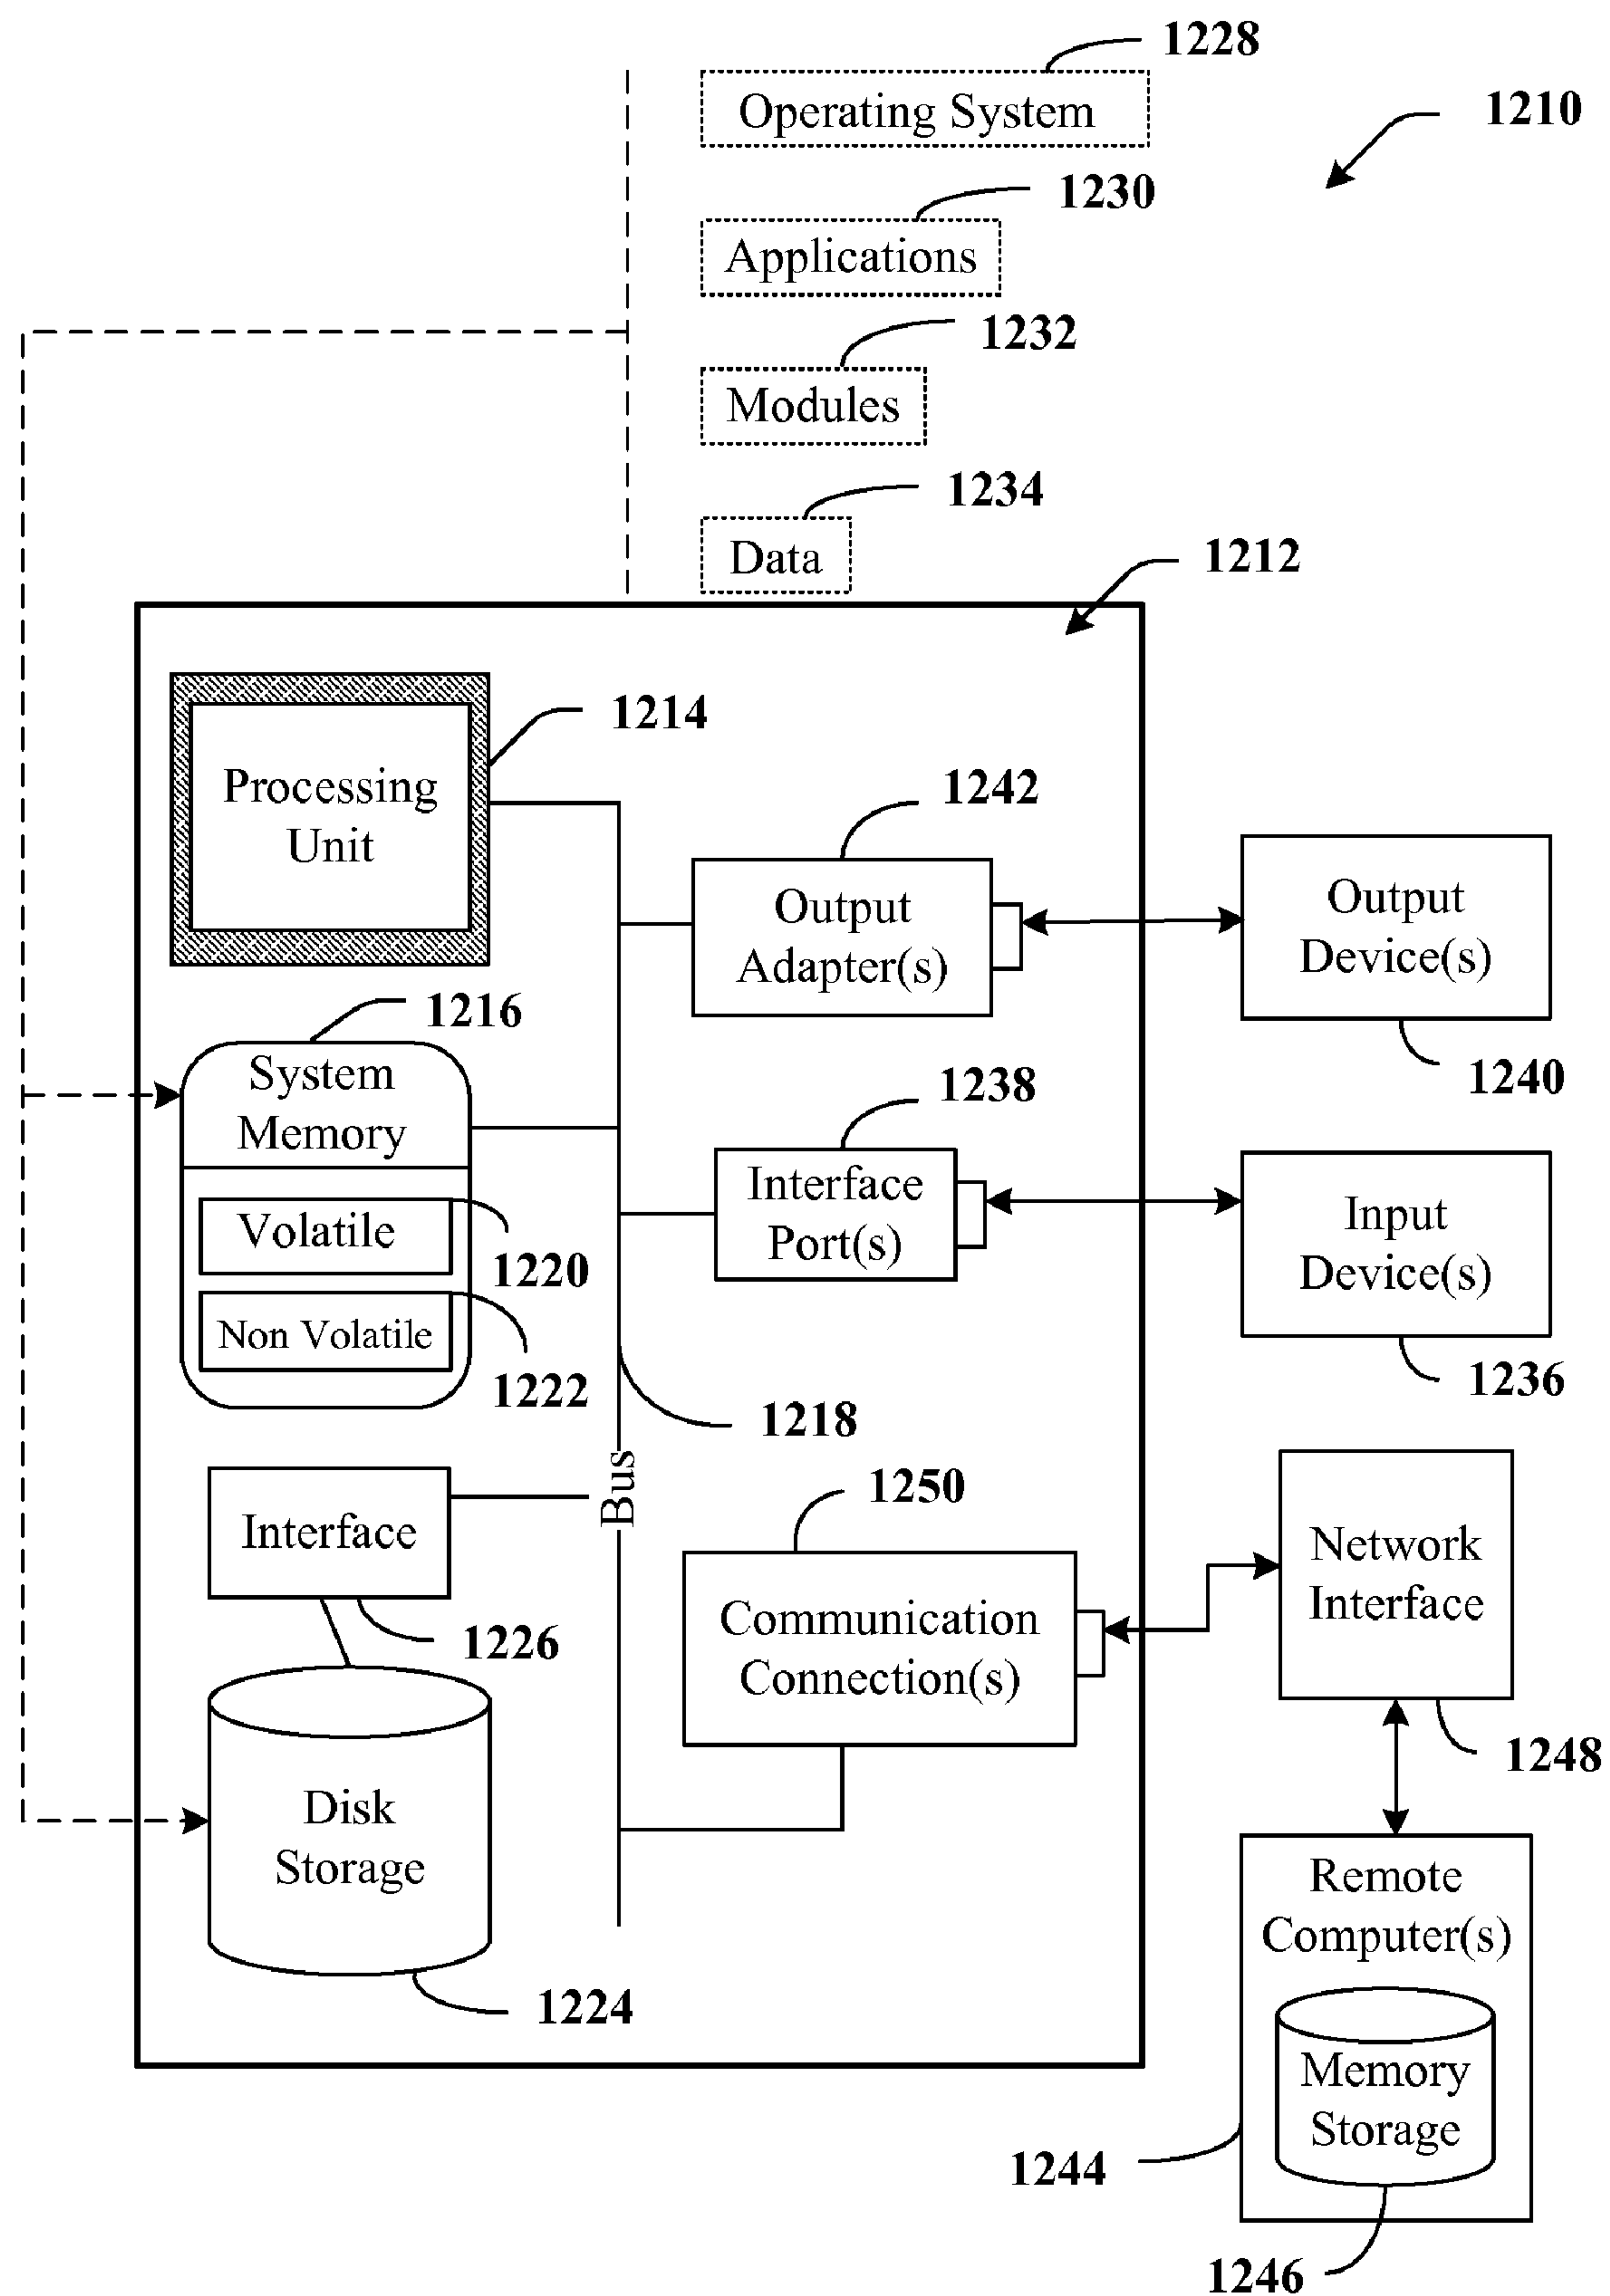 1228
Operating System
1210
1230
Applications
1232
Modules
1234
Data
1212
1214
Processing
Unit
1242
Output
Adapter(s)
Output
Device(s)
1240
1216
System
Memory
Volatile
1220
Non Volatile
1222
1238
Interface
Port(s)
Input
Device(s)
1236
1218
Bus
Interface
1226
1250
Communication
Connection(s)
Network
Interface
1248
Disk
Storage
1224
Remote
Computer(s)
Memory
Storage
1244
1246